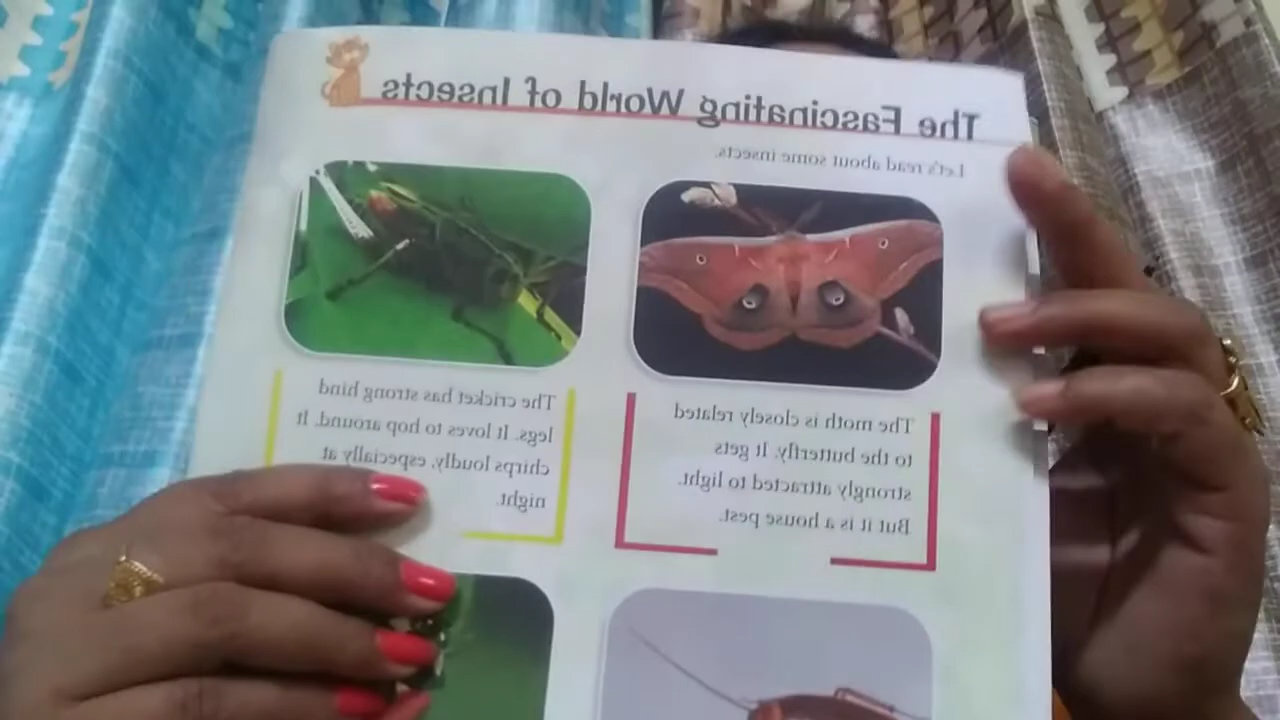 The Fascinating World of Insects
Let's read about some insects.
The moth is closely related
to the butterfly. It gets
strongly attracted to light.
But it is a house pest.
The cricket has strong hind
legs. It loves to hop around. It
chirps loudly, especially at
night.